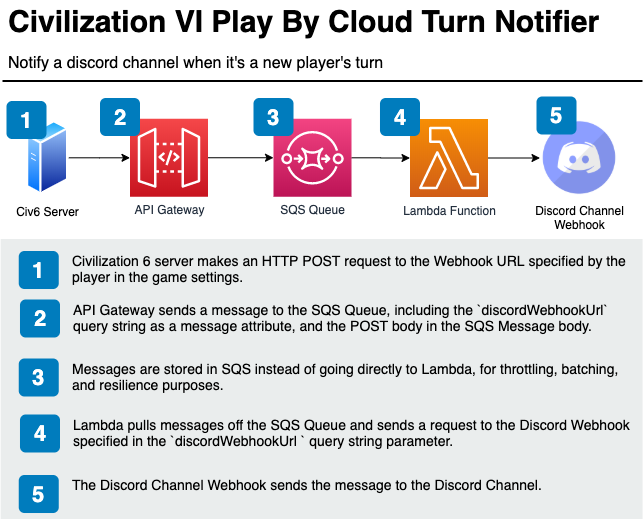 Civilization VI Play By Cloud Turn Notifier
Notify a discord channel when it's a new player's turn
1
2
3
4
5
Civ6 Server
API Gateway
SQS Queue
Lambda Function
Discord Channel
Webhook
1
Civilization 6 server makes an HTTP POST request to the Webhook URL specified by the
player in the game settings.
2
API Gateway sends a message to the SQS Queue, including the `discordWebhookUrl`
query string as a message attribute, and the POST body in the SQS Message body.
3
Messages are stored in SQS instead of going directly to Lambda, for throttling, batching,
and resilience purposes.
4
Lambda pulls messages off the SQS Queue and sends a request to the Discord Webhook
specified in the `discordWebhookUrl ` query string parameter.
5
The Discord Channel Webhook sends the message to the Discord Channel.